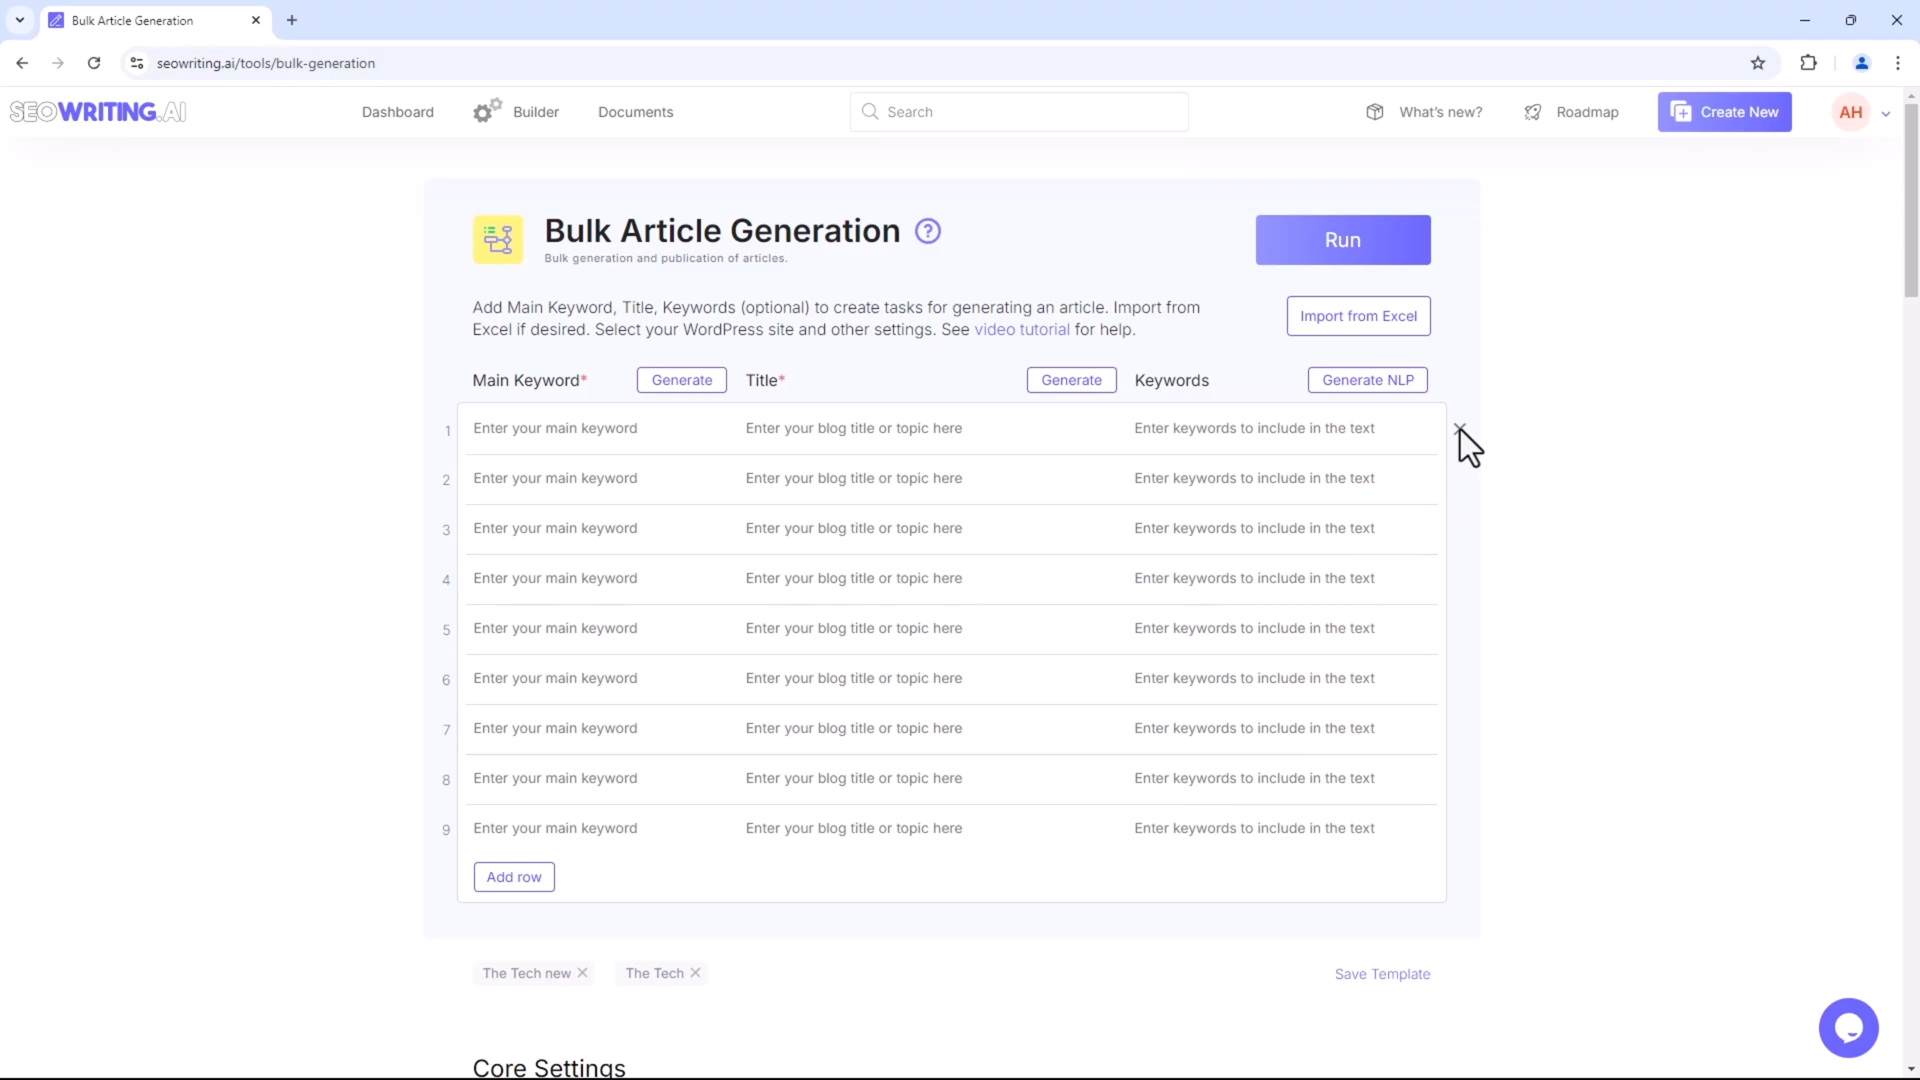 Bulk Article Generation
seowriting.ai/tools/bulk-generation
SEOWRITING.AI
Dashboard
Builder
Documents
Search
What's new?
Roadmap
Create New
AH
Bulk Article Generation ?
Bulk generation and publication of articles.
Run
Add Main Keyword, Title, Keywords (optional) to create tasks for generating an article. Import from
Excel if desired. Select your WordPress site and other settings. See video tutorial for help.
Import from Excel
Main Keyword* Generate Title* Generate Keywords Generate NLP
1 Enter your main keyword Enter your blog title or topic here Enter keywords to include in the text
2 Enter your main keyword Enter your blog title or topic here Enter keywords to include in the text
3 Enter your main keyword Enter your blog title or topic here Enter keywords to include in the text
4 Enter your main keyword Enter your blog title or topic here Enter keywords to include in the text
5 Enter your main keyword Enter your blog title or topic here Enter keywords to include in the text
6 Enter your main keyword Enter your blog title or topic here Enter keywords to include in the text
7 Enter your main keyword Enter your blog title or topic here Enter keywords to include in the text
8 Enter your main keyword Enter your blog title or topic here Enter keywords to include in the text
9 Enter your main keyword Enter your blog title or topic here Enter keywords to include in the text
Add row
The Tech new
The Tech
Save Template
Core Settings